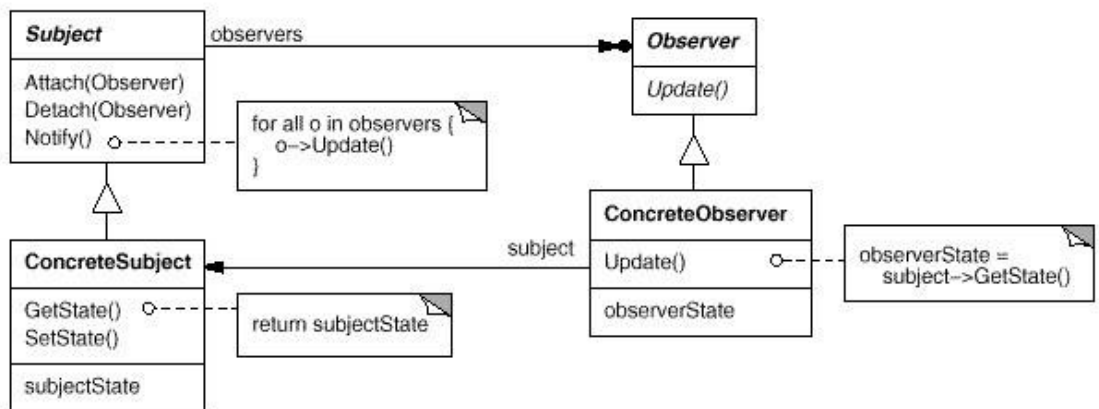 Subject
Attach(Observer)
Detach(Observer)
Notify()
observers
for all o in observers {
o->Update()
}
Observer
Update()
ConcreteSubject
GetState()
SetState()
subjectState
return subjectState
subject
ConcreteObserver
Update()
observerState
observerState =
subject->GetState()